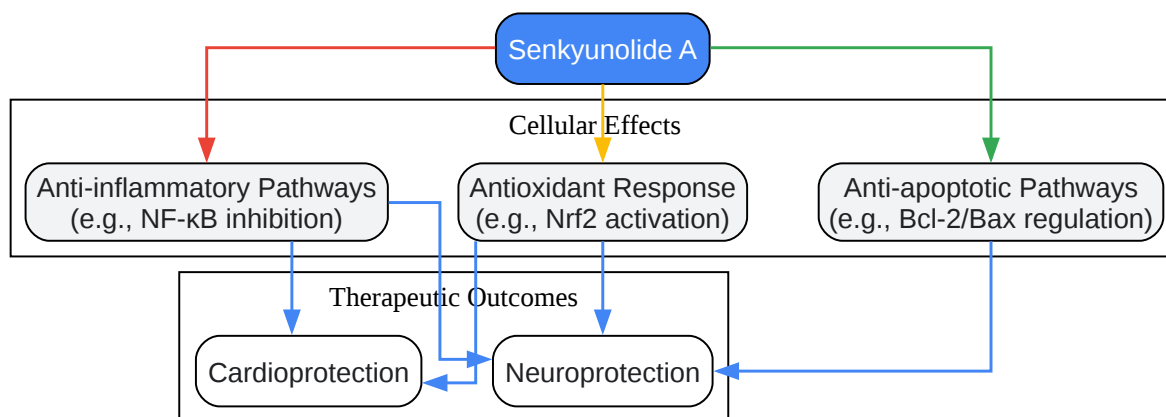 Senkyunolide A
Cellular Effects
Anti-inflammatory Pathways
(e.g., NF-κB inhibition)
Antioxidant Response
(e.g., Nrf2 activation)
Anti-apoptotic Pathways
(e.g., Bcl-2/Bax regulation)
Therapeutic Outcomes
Cardioprotection
Neuroprotection